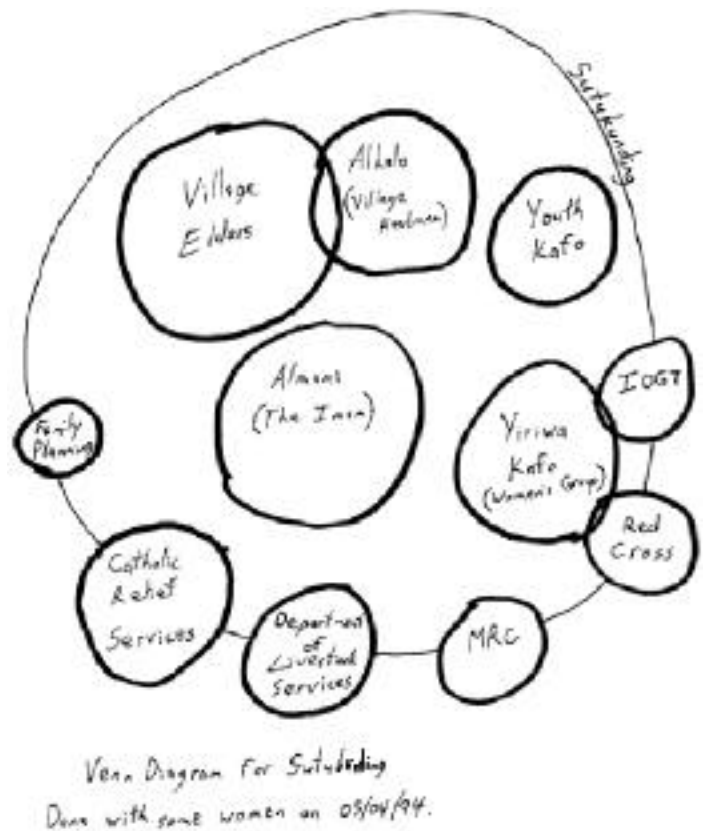 Sutukunding
Village
Elders
Alkalo
(Village
Headman)
Youth
Kafo
Almami
(The Imam)
IOGT
Yiriwa
Kafo
(Women's Group)
Family
Planning
Red
Cross
Catholic
Relief
Services
Department
of
Livestock
Services
MRC
Venn Diagram For Sutukunding
Done with some women on 03/04/94.